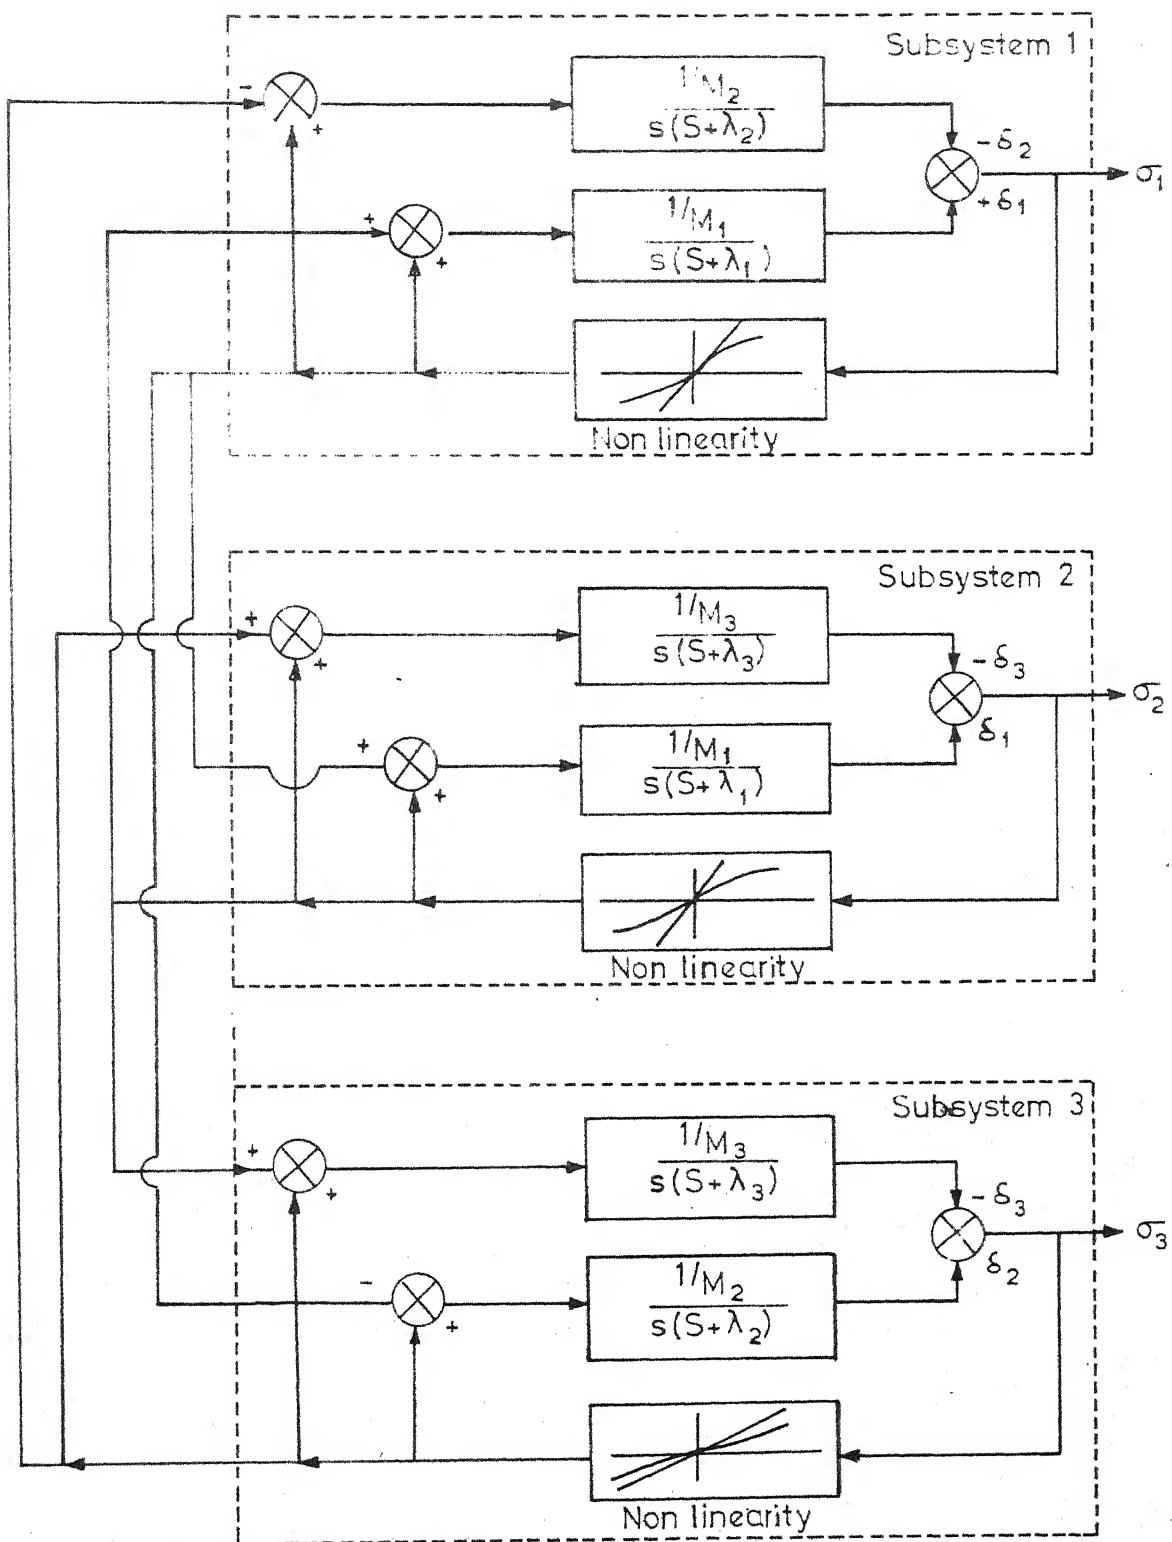 Subsystem 1
-
+
1/M2
s(S+λ2)
-δ2
+δ1
σ1
+
+
1/M1
s(S+λ1)
Non linearity
Subsystem 2
+
+
1/M3
s(S+λ3)
-δ3
δ1
σ2
+
+
1/M1
s(S+λ1)
Non linearity
Subsystem 3
+
+
1/M3
s(S+λ3)
-δ3
δ2
σ3
-
+
1/M2
s(S+λ2)
Non linearity